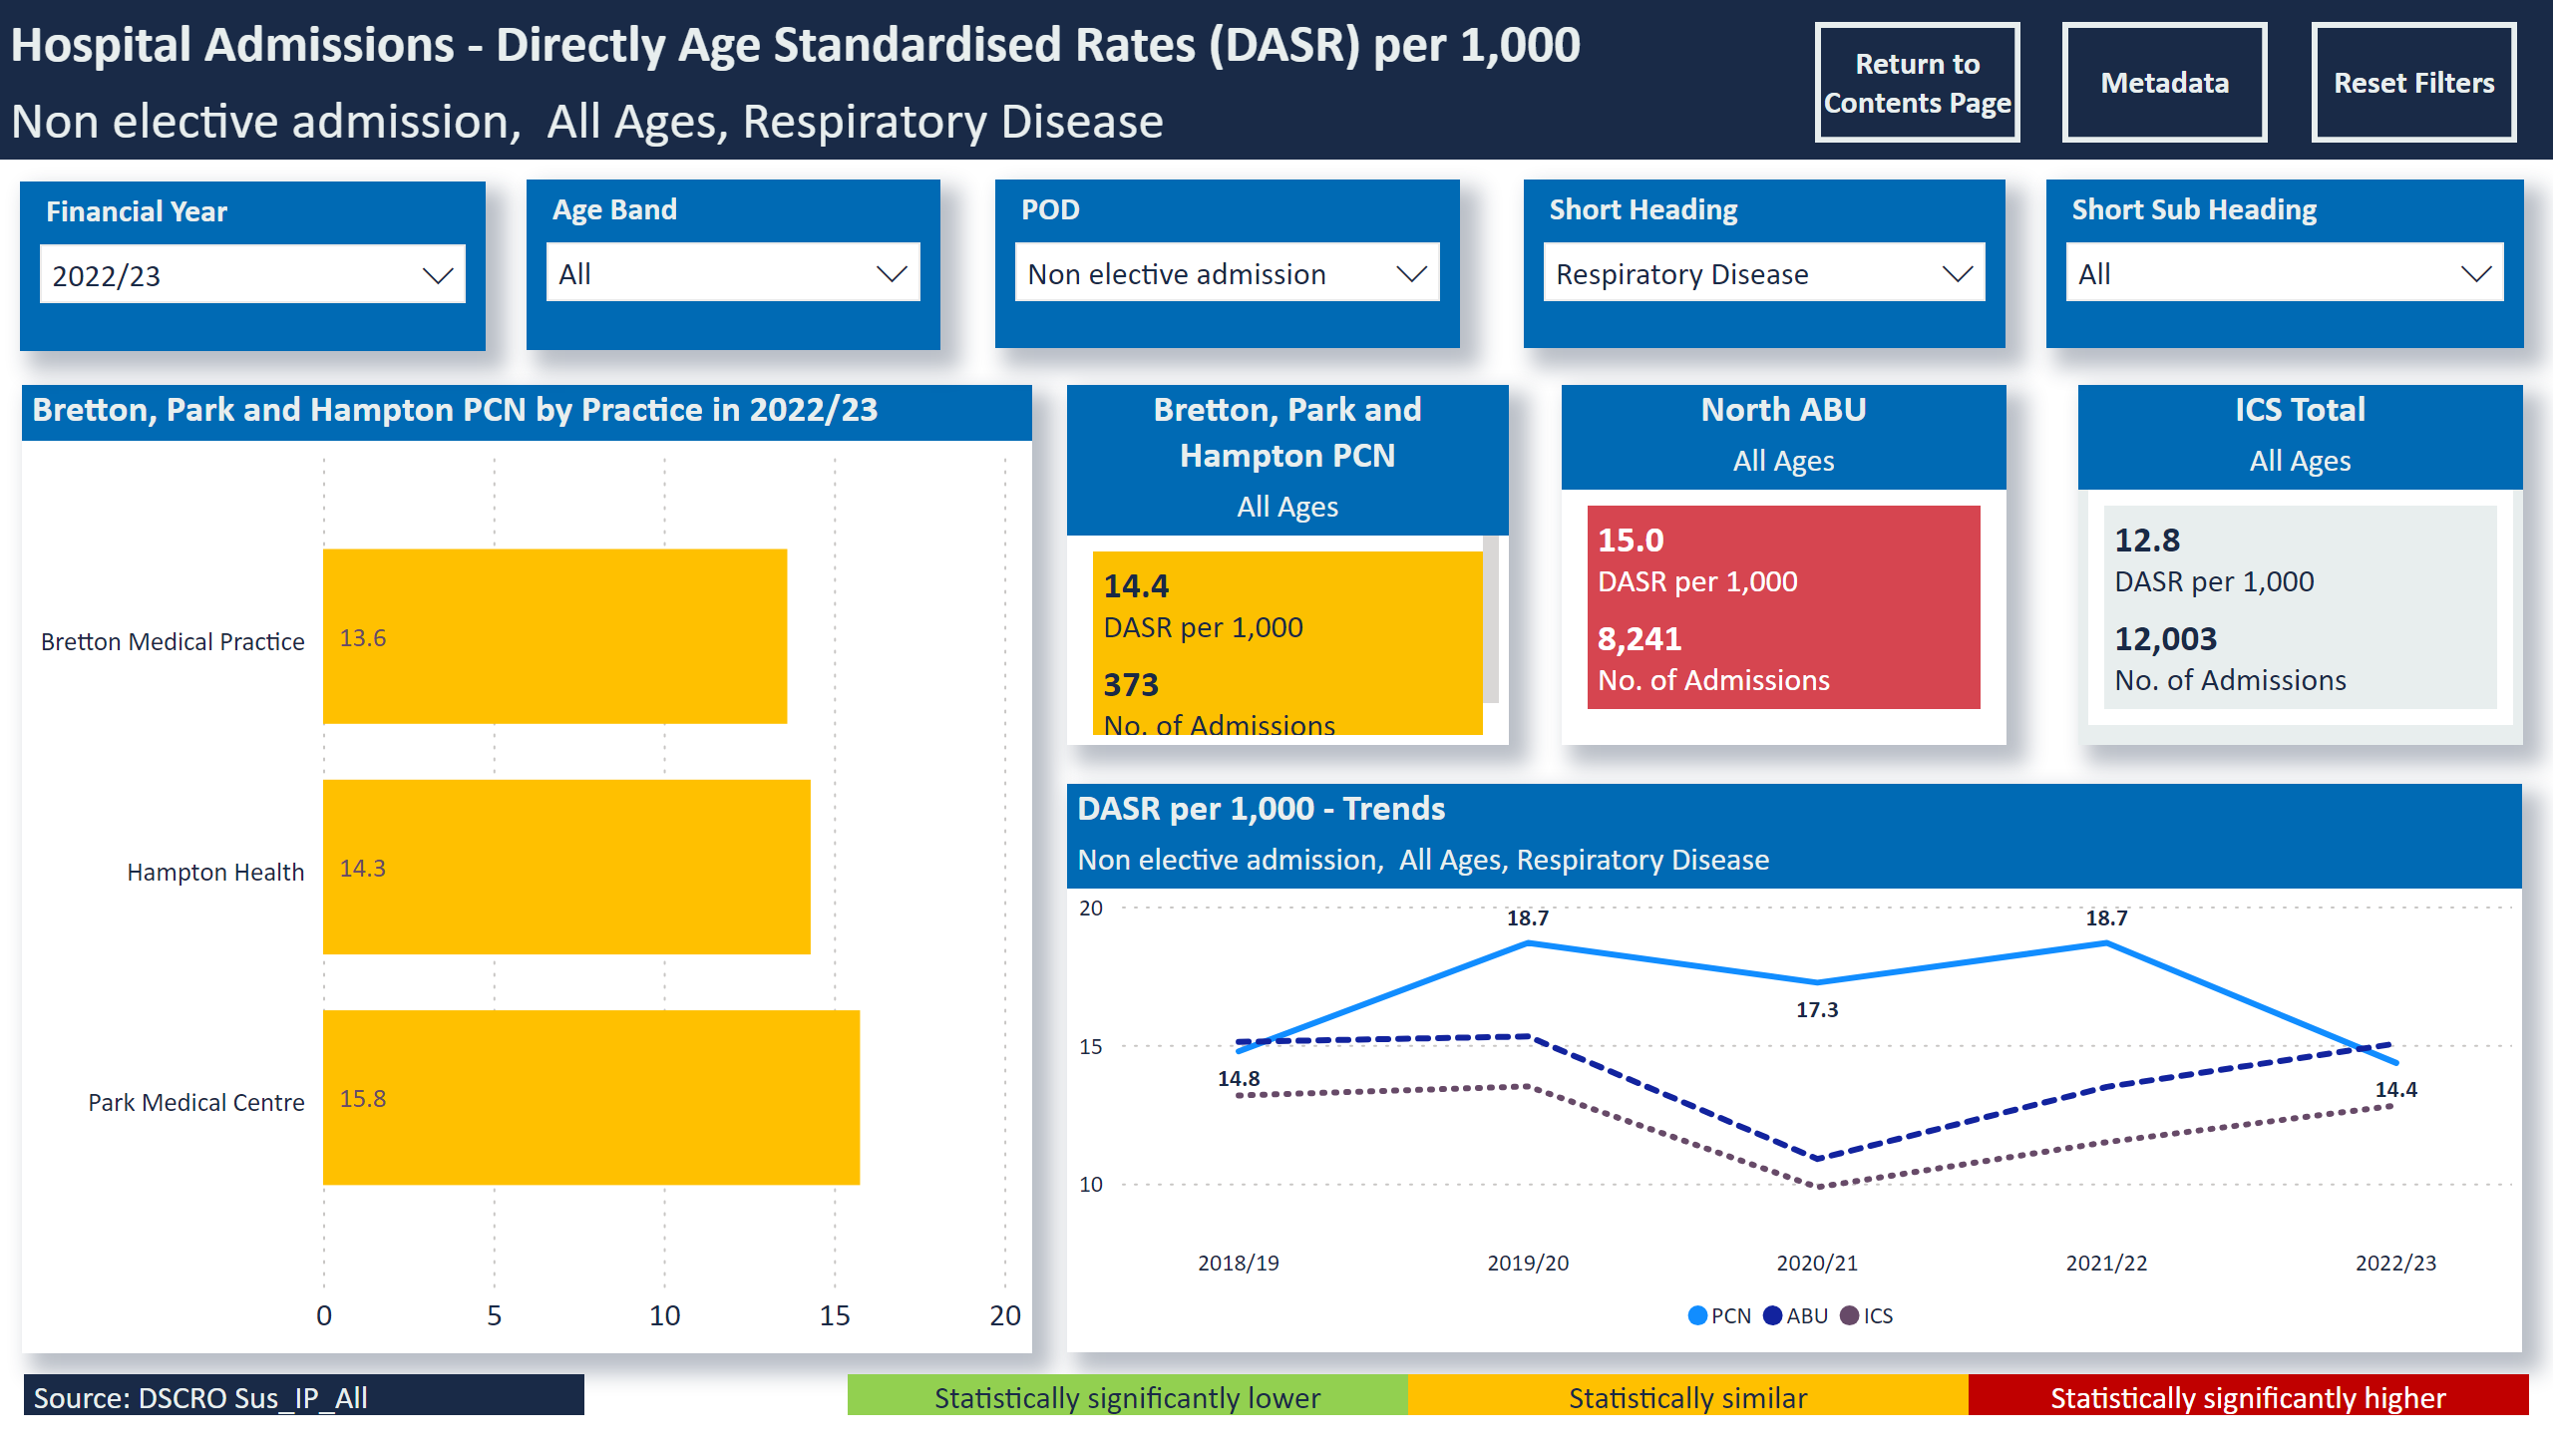 Hospital Admissions - Directly Age Standardised Rates (DASR) per 1,000
Non elective admission, All Ages, Respiratory Disease
Return to
Contents Page
Metadata
Reset Filters
Financial Year
2022/23
Age Band
All
POD
Non elective admission
Short Heading
Respiratory Disease
Short Sub Heading
All
Bretton, Park and Hampton PCN by Practice in 2022/23
Bretton Medical Practice
13.6
Hampton Health
14.3
Park Medical Centre
15.8
0 5 10 15 20
Bretton, Park and
Hampton PCN
All Ages
14.4
DASR per 1,000
373
No. of Admissions
North ABU
All Ages
15.0
DASR per 1,000
8,241
No. of Admissions
ICS Total
All Ages
12.8
DASR per 1,000
12,003
No. of Admissions
DASR per 1,000 - Trends
Non elective admission, All Ages, Respiratory Disease
20
18.7
18.7
17.3
15
14.8
14.4
10
2018/19 2019/20 2020/21 2021/22 2022/23
PCN ABU ICS
Source: DSCRO Sus_IP_All
Statistically significantly lower
Statistically similar
Statistically significantly higher